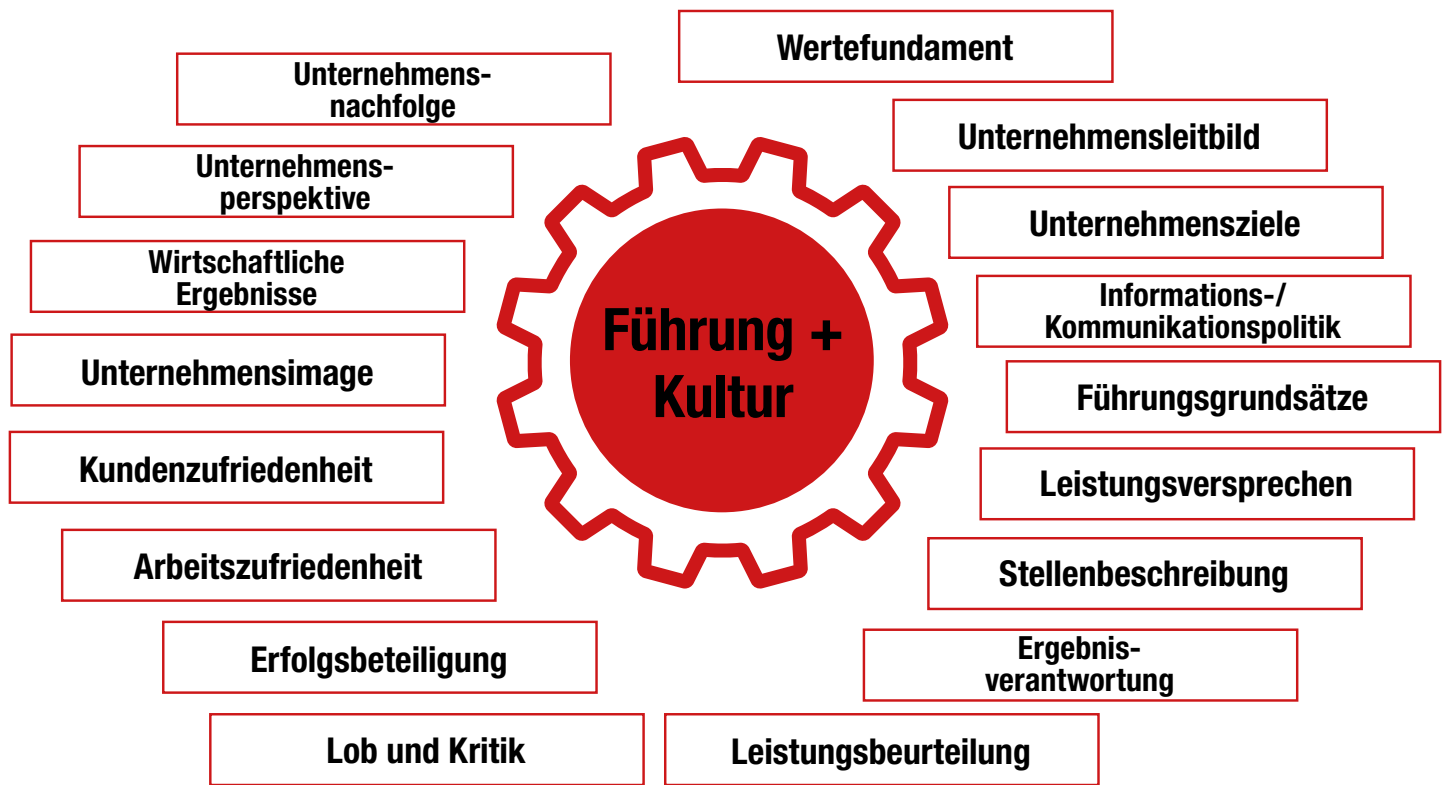 Wertefundament
Unternehmens-
nachfolge
Unternehmensleitbild
Unternehmens-
perspektive
Unternehmensziele
Wirtschaftliche
Ergebnisse
Informations-/
Kommunikationspolitik
Führung +
Kultur
Unternehmensimage
Führungsgrundsätze
Kundenzufriedenheit
Leistungsversprechen
Arbeitszufriedenheit
Stellenbeschreibung
Erfolgsbeteiligung
Ergebnis-
verantwortung
Lob und Kritik
Leistungsbeurteilung